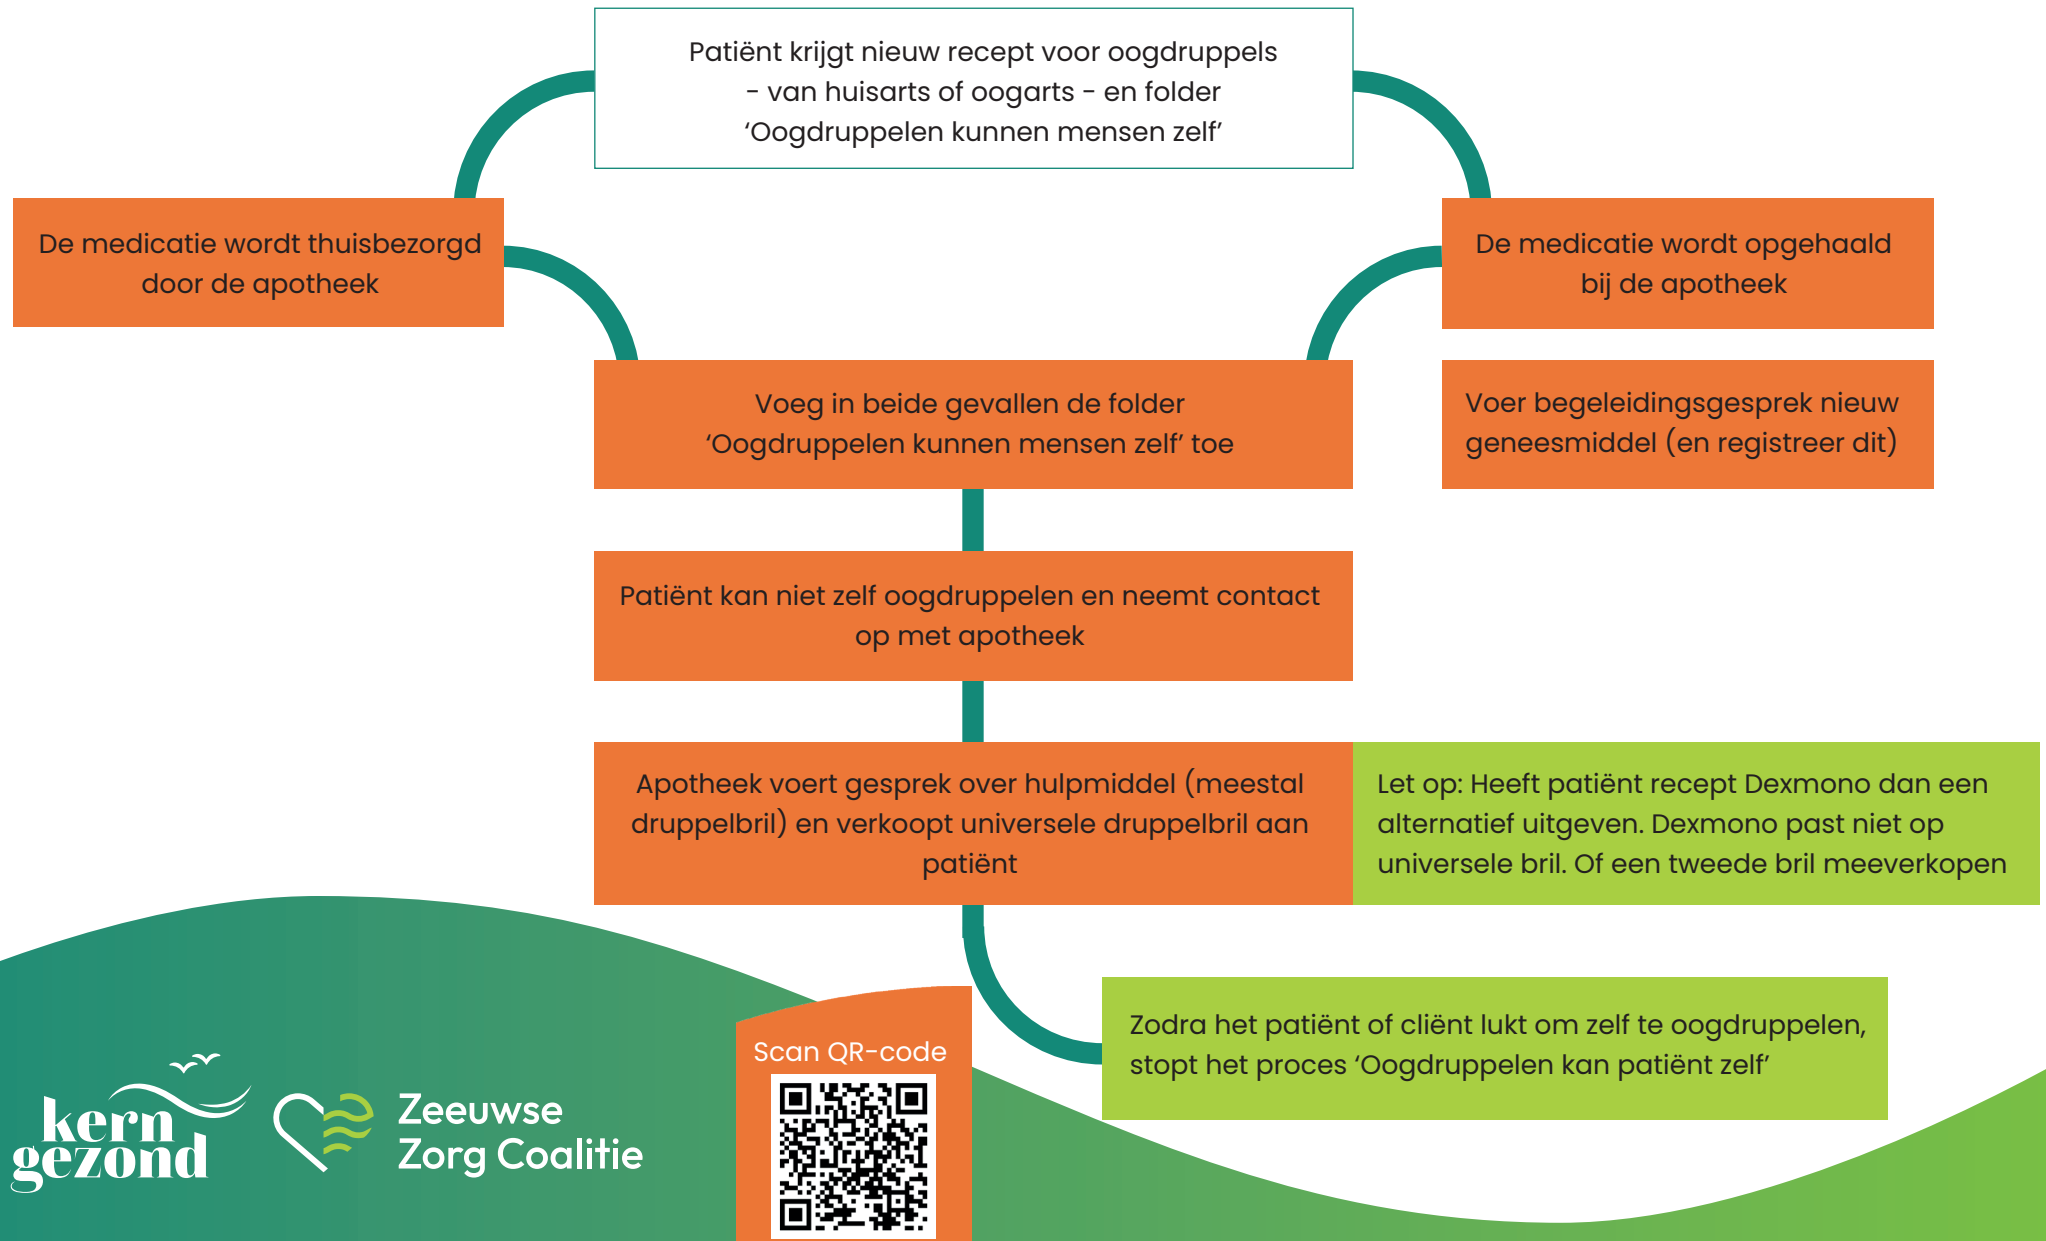 Patiënt krijgt nieuw recept voor oogdruppels
- van huisarts of oogarts - en folder
‘Oogdruppelen kunnen mensen zelf’
De medicatie wordt thuisbezorgd
door de apotheek
De medicatie wordt opgehaald
bij de apotheek
Voeg in beide gevallen de folder
‘Oogdruppelen kunnen mensen zelf’ toe
Voer begeleidingsgesprek nieuw
geneesmiddel (en registreer dit)
Patiënt kan niet zelf oogdruppelen en neemt contact
op met apotheek
Apotheek voert gesprek over hulpmiddel (meestal
druppelbril) en verkoopt universele druppelbril aan
patiënt
Let op: Heeft patiënt recept Dexmono dan een
alternatief uitgeven. Dexmono past niet op
universele bril. Of een tweede bril meeverkopen
Zodra het patiënt of cliënt lukt om zelf te oogdruppelen,
stopt het proces ‘Oogdruppelen kan patiënt zelf’
Scan QR-code
kern
gezond
Zeeuwse
Zorg Coalitie